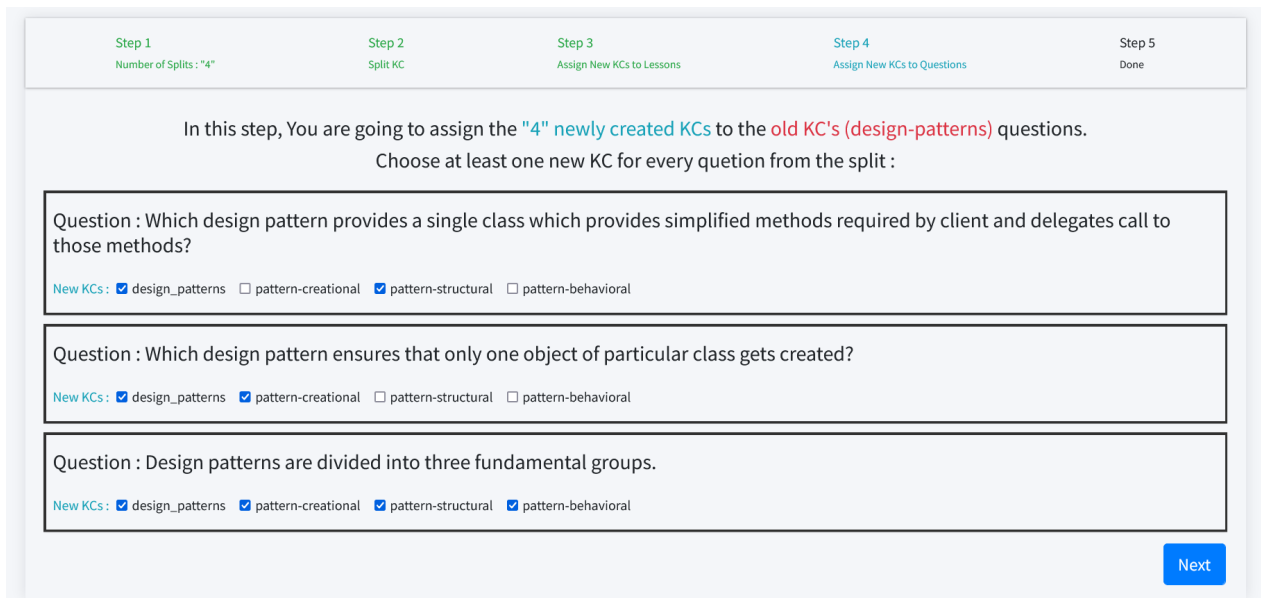 Step 1
Number of Splits : "4"
Step 2
Split KC
Step 3
Assign New KCs to Lessons
Step 4
Assign New KCs to Questions
Step 5
Done
In this step, You are going to assign the "4" newly created KCs to the old KC's (design-patterns) questions.
Choose at least one new KC for every quetion from the split :
Question : Which design pattern provides a single class which provides simplified methods required by client and delegates call to
those methods?
New KCs : design_patterns pattern-creational pattern-structural pattern-behavioral
Question : Which design pattern ensures that only one object of particular class gets created?
New KCs : design_patterns pattern-creational pattern-structural pattern-behavioral
Question : Design patterns are divided into three fundamental groups.
New KCs : design_patterns pattern-creational pattern-structural pattern-behavioral
Next